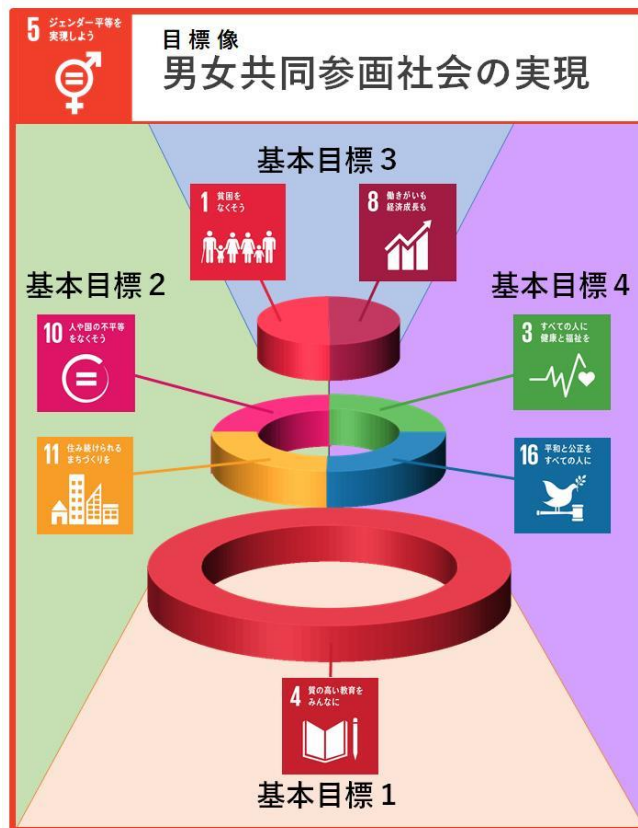 5 ジェンダー平等を
実現しよう
目標像
男女共同参画社会の実現
基本目標3
1 貧困を
なくそう
8 働きがいも
経済成長も
基本目標2
基本目標4
10 人や国の不平等
をなくそう
3 すべての人に
健康と福祉を
11 住み続けられる
まちづくりを
16 平和と公正を
すべての人に
4 質の高い教育を
みんなに
基本目標1